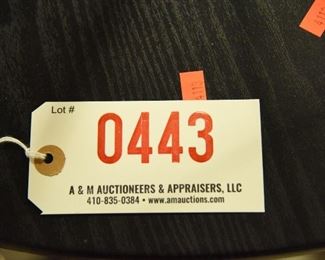 Lot #
0443
A & M AUCTIONEERS & APPRAISERS, LLC
410-835-0384 • www.amauctions.com